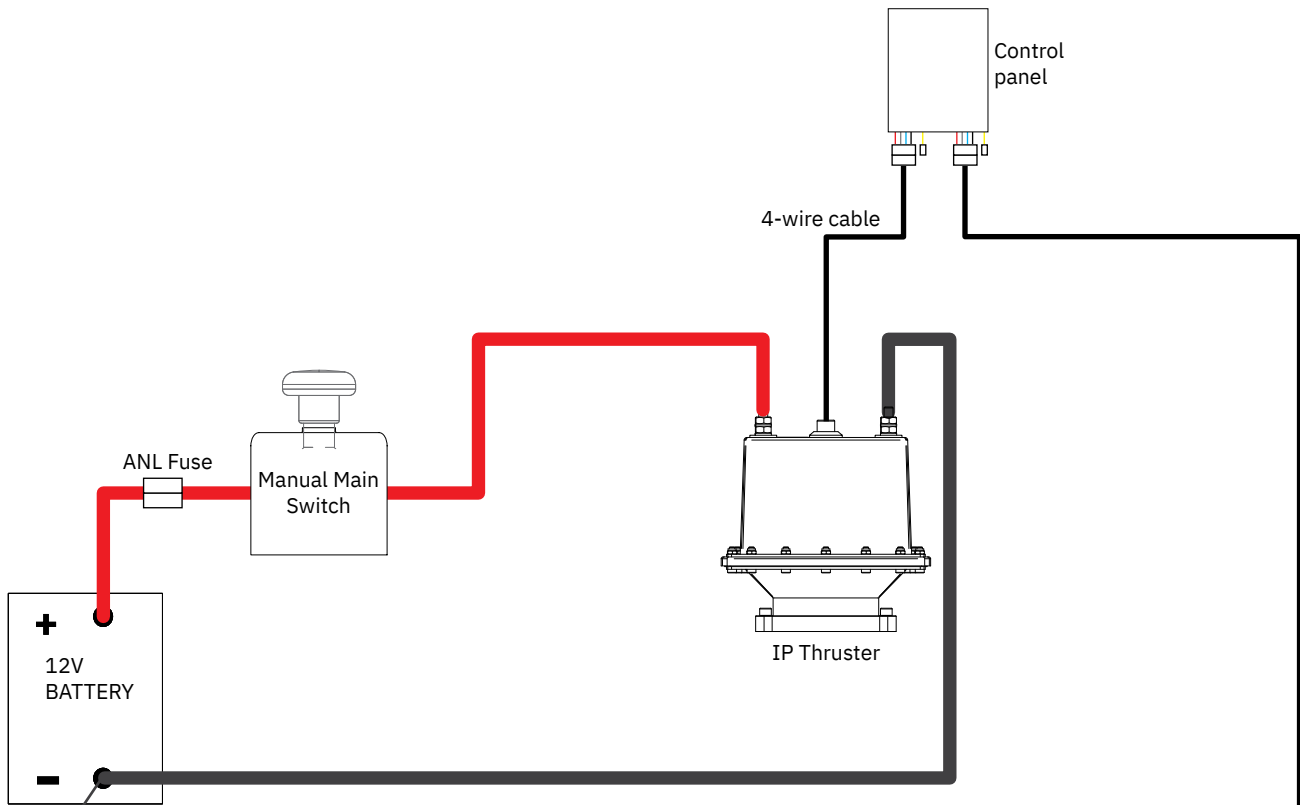 Control
panel
4-wire cable
ANL Fuse
Manual Main
Switch
+
12V
BATTERY
-
IP Thruster